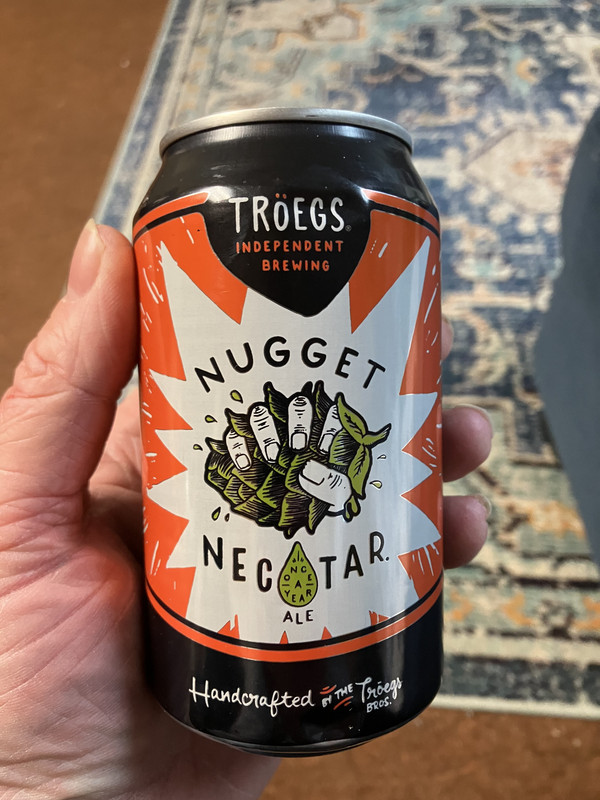 TRÖEGS®
INDEPENDENT
BREWING
NUGGET
NECTAR.
ONCE
A
YEAR
ALE
Handcrafted BY THE Tröegs
BROS.